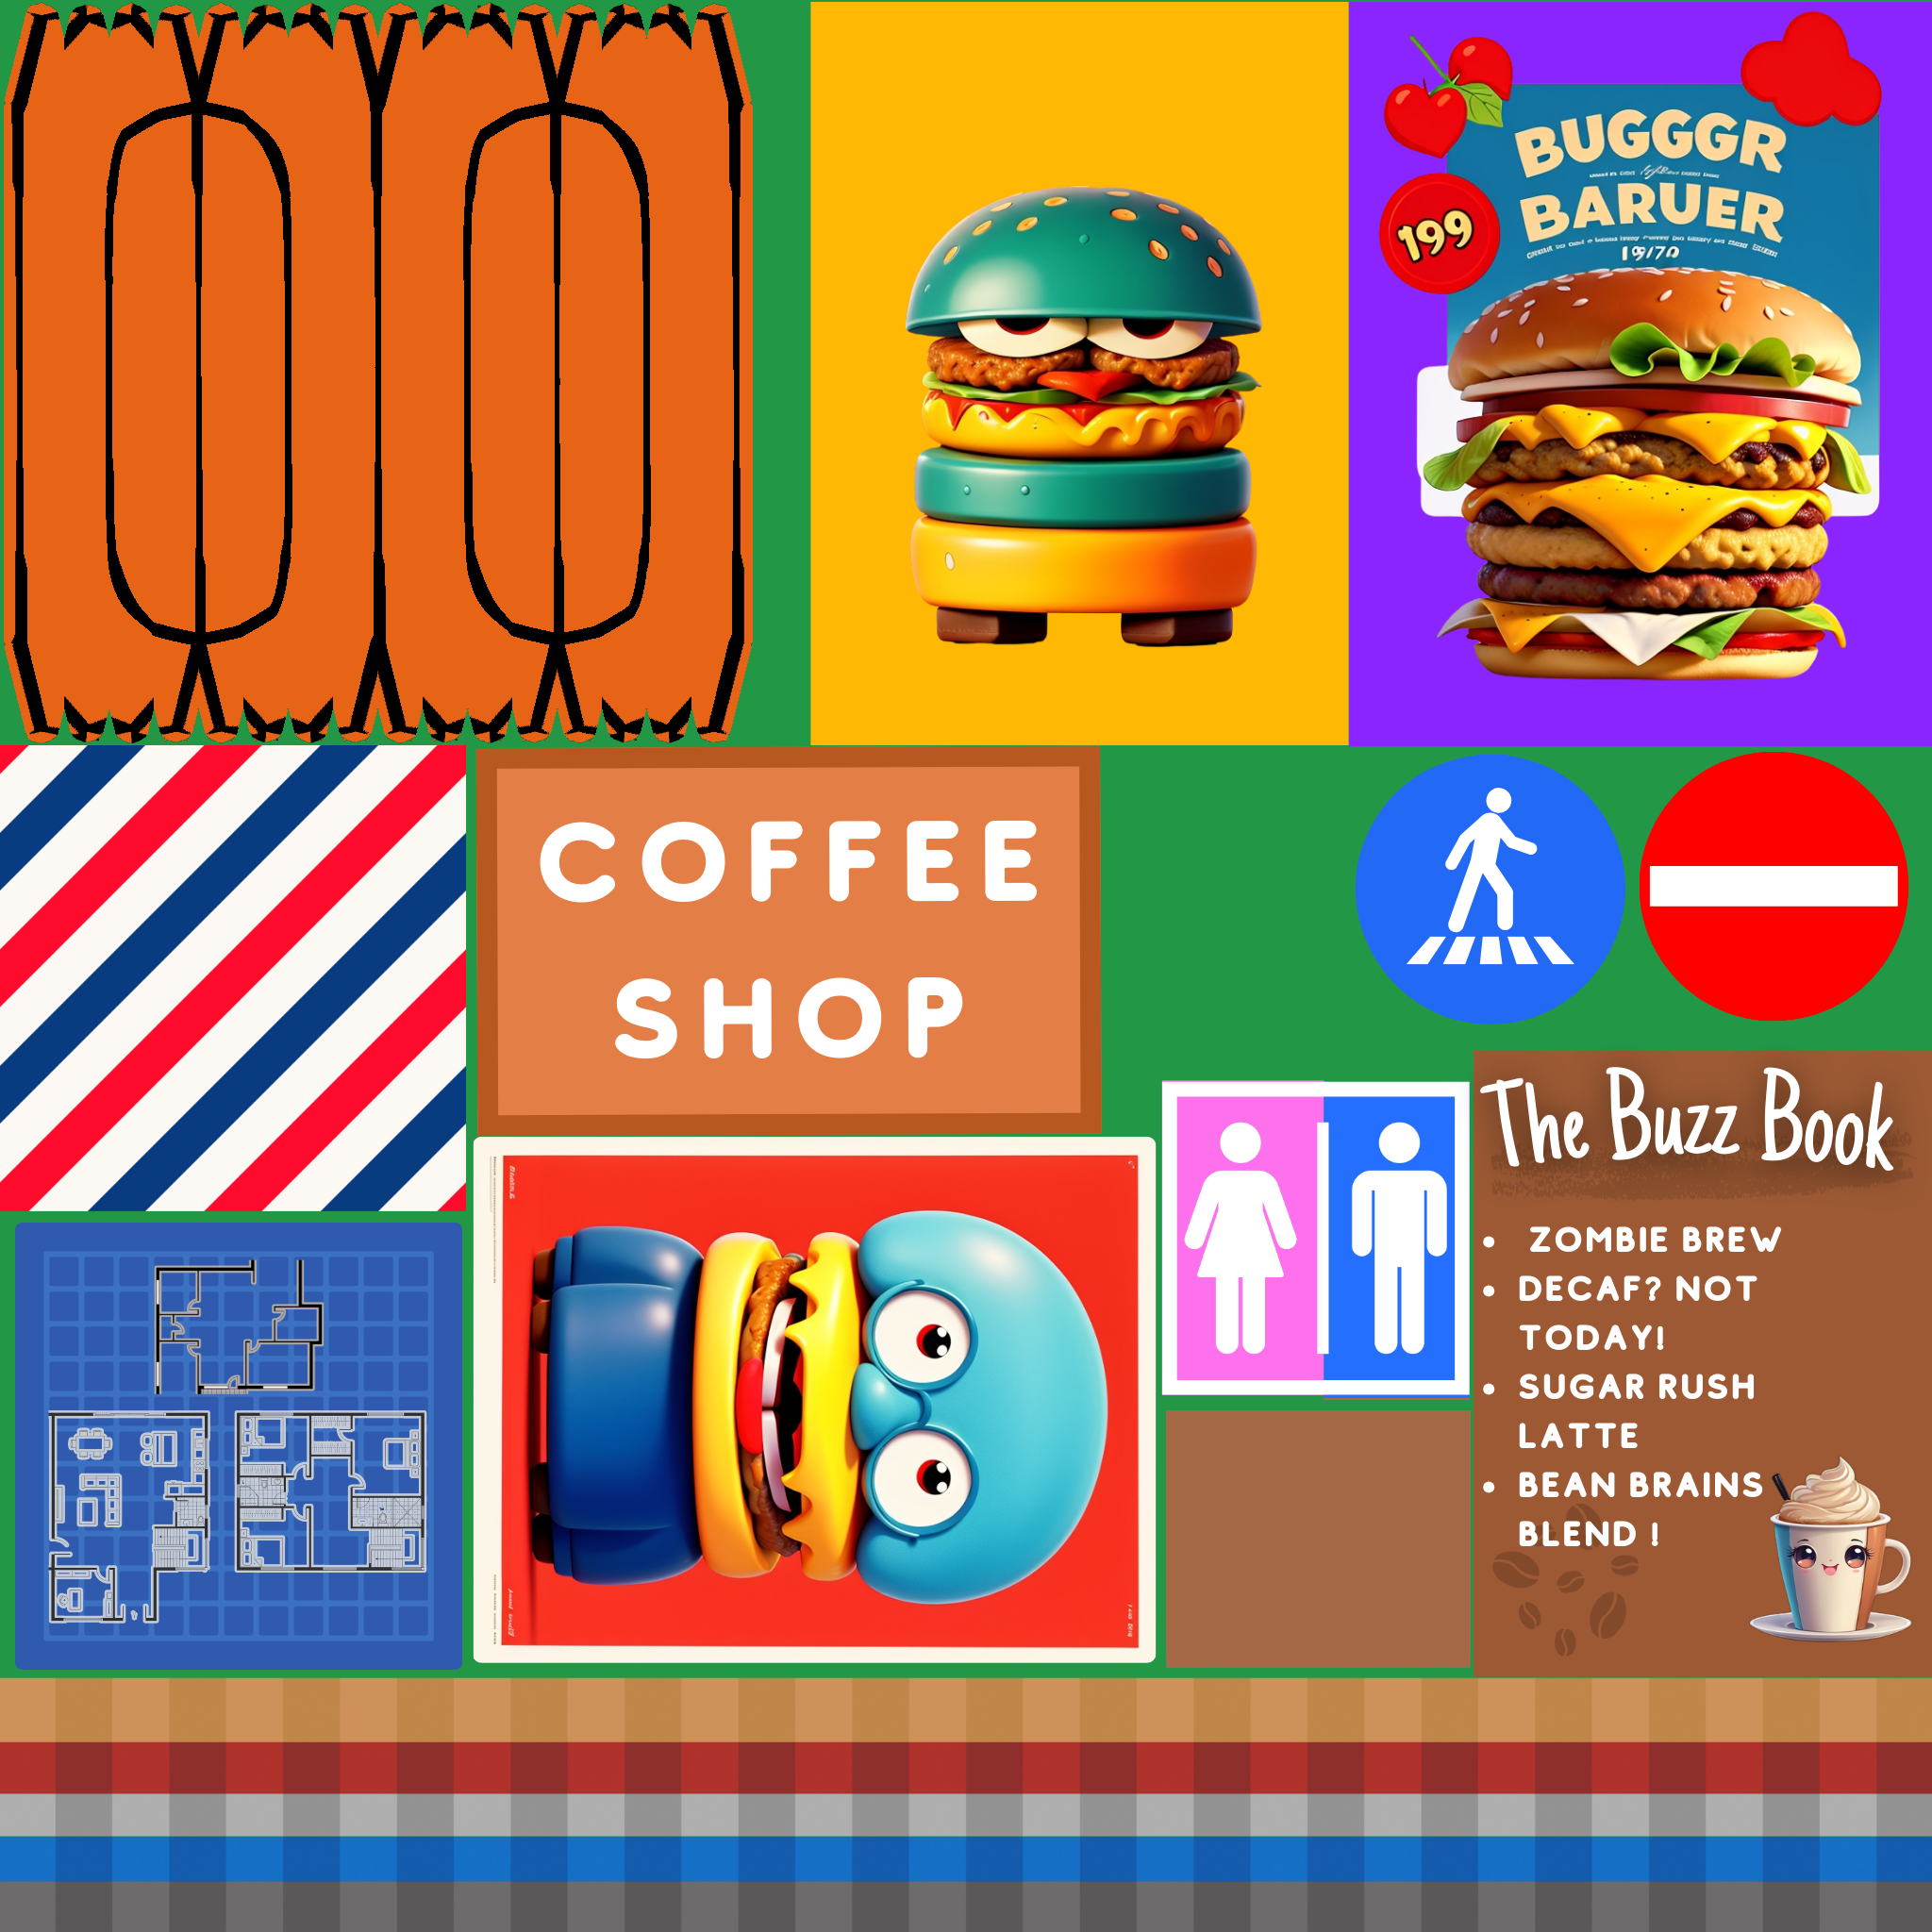 BUGGGR
BARUER
19/70
199
COFFEE
SHOP
The Buzz Book
ZOMBIE BREW
DECAF? NOT
TODAY!
SUGAR RUSH
LATTE
BEAN BRAINS
BLEND !